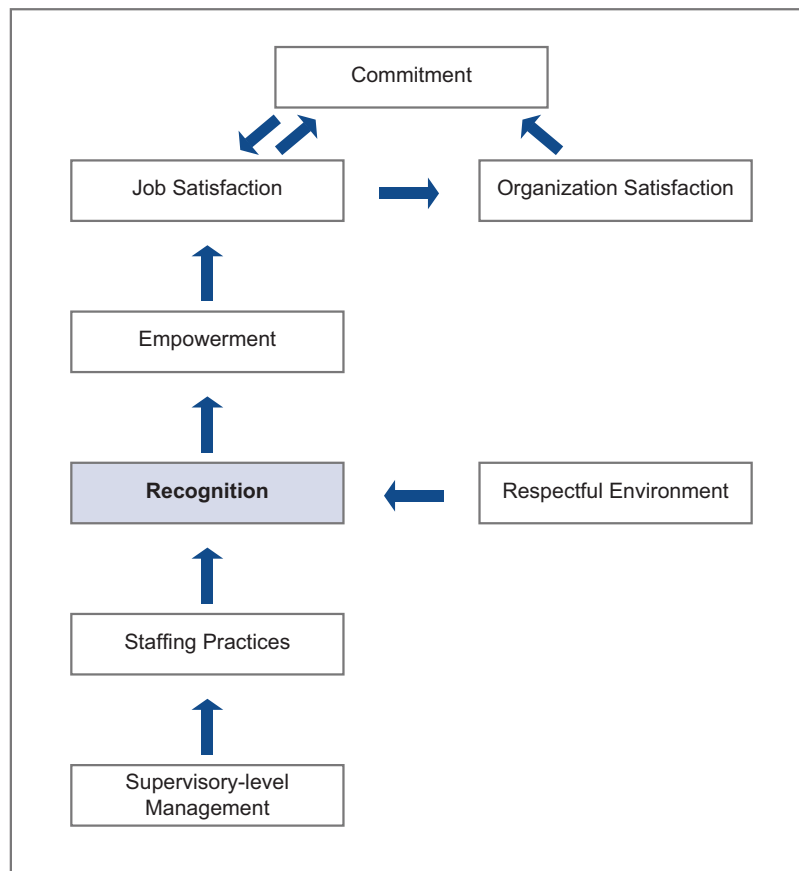 Commitment
Job Satisfaction
Organization Satisfaction
Empowerment
Recognition
Respectful Environment
Staffing Practices
Supervisory-level
Management